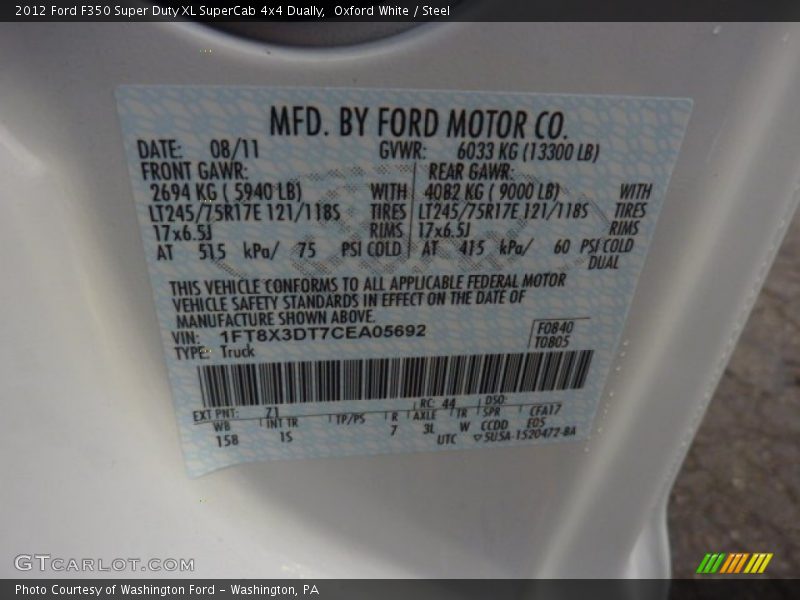 2012 Ford F350 Super Duty XL SuperCab 4x4 Dually,  Oxford White / Steel
MFD. BY FORD MOTOR CO.
DATE: 08/11 GVWR: 6033 KG (13300 LB)
FRONT GAWR: REAR GAWR:
2694 KG ( 5940 LB) WITH 4082 KG ( 9000 LB) WITH
LT245/75R17E 121/118S TIRES LT245/75R17E 121/118S TIRES
17x6.5J RIMS 17x6.5J RIMS
AT 515 kPa/ 75 PSI COLD AT 415 kPa/ 60 PSI COLD
DUAL
THIS VEHICLE CONFORMS TO ALL APPLICABLE FEDERAL MOTOR
VEHICLE SAFETY STANDARDS IN EFFECT ON THE DATE OF
MANUFACTURE SHOWN ABOVE.
VIN: 1FT8X3DT7CEA05692 F0840
TYPE: Truck T0805
EXT PNT: Z1 RC: 44 DSO:
WB INT TR TP/PS R AXLE TR SPR CFA17
158 1S 7 3L W CCDD E05
UTC ▽5U5A-1520472-BA
GTCARLOT.COM
Photo Courtesy of Washington Ford - Washington, PA